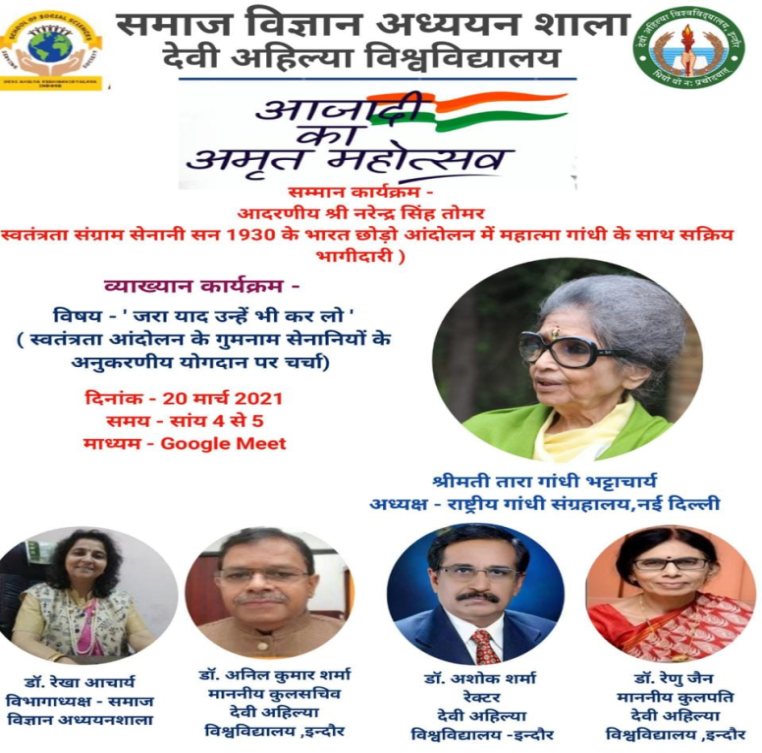 समाज विज्ञान अध्ययन शाला
देवी अहिल्या विश्वविद्यालय
SCHOOL OF SOCIAL SCIENCES
DEVI AHILYA VISHWAVIDYALAYA
देवी अहिल्या विश्वविद्यालय, इन्दौर
धियो यो नः प्रचोदयात्
आजादी
का
अमृत महोत्सव
सम्मान कार्यक्रम -
आदरणीय श्री नरेन्द्र सिंह तोमर
स्वतंत्रता संग्राम सेनानी सन 1930 के भारत छोड़ो आंदोलन में महात्मा गांधी के साथ सक्रिय
भागीदारी )
व्याख्यान कार्यक्रम -
विषय - ' जरा याद उन्हें भी कर लो '
( स्वतंत्रता आंदोलन के गुमनाम सेनानियों के
अनुकरणीय योगदान पर चर्चा)
दिनांक - 20 मार्च 2021
समय - सांय 4 से 5
माध्यम - Google Meet
श्रीमती तारा गांधी भट्टाचार्य
अध्यक्ष - राष्ट्रीय गांधी संग्रहालय,नई दिल्ली
डॉ. रेखा आचार्य
विभागाध्यक्ष - समाज
विज्ञान अध्ययनशाला
डॉ. अनिल कुमार शर्मा
माननीय कुलसचिव
देवी अहिल्या
विश्वविद्यालय ,इन्दौर
डॉ. अशोक शर्मा
रेक्टर
देवी अहिल्या
विश्वविद्यालय -इन्दौर
डॉ. रेणु जैन
माननीय कुलपति
देवी अहिल्या
विश्वविद्यालय ,इन्दौर